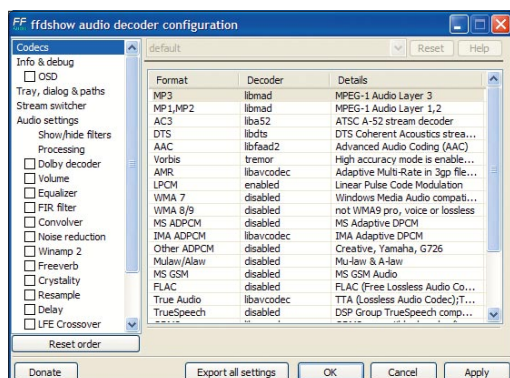 ffdshow audio decoder configuration
Codecs
Info & debug
OSD
Tray, dialog & paths
Stream switcher
Audio settings
Show/hide filters
Processing
Dolby decoder
Volume
Equalizer
FIR filter
Convolver
Noise reduction
Winamp 2
Freeverb
Crystality
Resample
Delay
LFE Crossover
Reset order
default
Reset Help
Format Decoder Details
MP3 libmad MPEG-1 Audio Layer 3
MP1,MP2 libmad MPEG-1 Audio Layer 1,2
AC3 liba52 ATSC A-52 stream decoder
DTS libdts DTS Coherent Acoustics strea...
AAC libfaad2 Advanced Audio Coding (AAC)
Vorbis tremor High accuracy mode is enable...
AMR libavcodec Adaptive Multi-Rate in 3gp file...
LPCM enabled Linear Pulse Code Modulation
WMA 7 disabled Windows Media Audio compati...
WMA 8/9 disabled not WMA9 pro, voice or lossless
MS ADPCM disabled MS Adaptive DPCM
IMA ADPCM libavcodec IMA Adaptive DPCM
Other ADPCM disabled Creative, Yamaha, G726
Mulaw/Alaw disabled Mu-law & A-law
MS GSM disabled MS GSM Audio
FLAC disabled FLAC (Free Lossless Audio Co...
True Audio libavcodec TTA (Lossless Audio Codec);T...
TrueSpeech disabled DSP Group TrueSpeech comp...
Donate Export all settings OK Cancel Apply